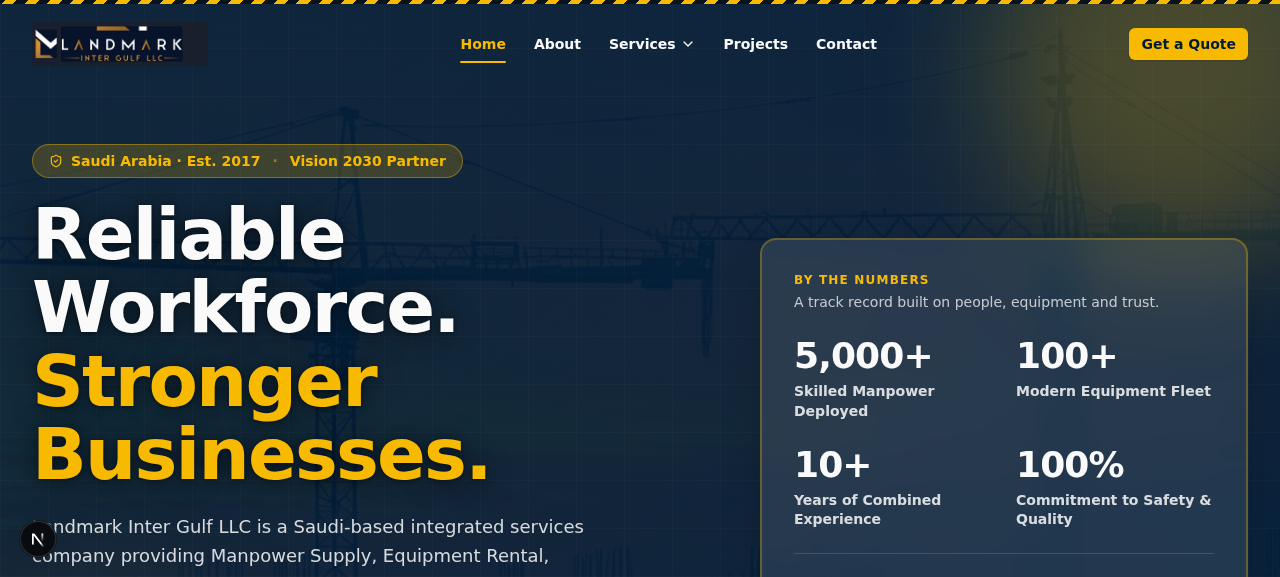 LANDMARK
INTER GULF LLC
Home
About
Services
Projects
Contact
Get a Quote
Saudi Arabia · Est. 2017 · Vision 2030 Partner
Reliable
Workforce.
Stronger
Businesses.
Landmark Inter Gulf LLC is a Saudi-based integrated services
company providing Manpower Supply, Equipment Rental,
N
BY THE NUMBERS
A track record built on people, equipment and trust.
5,000+
Skilled Manpower
Deployed
100+
Modern Equipment Fleet
10+
Years of Combined
Experience
100%
Commitment to Safety &
Quality